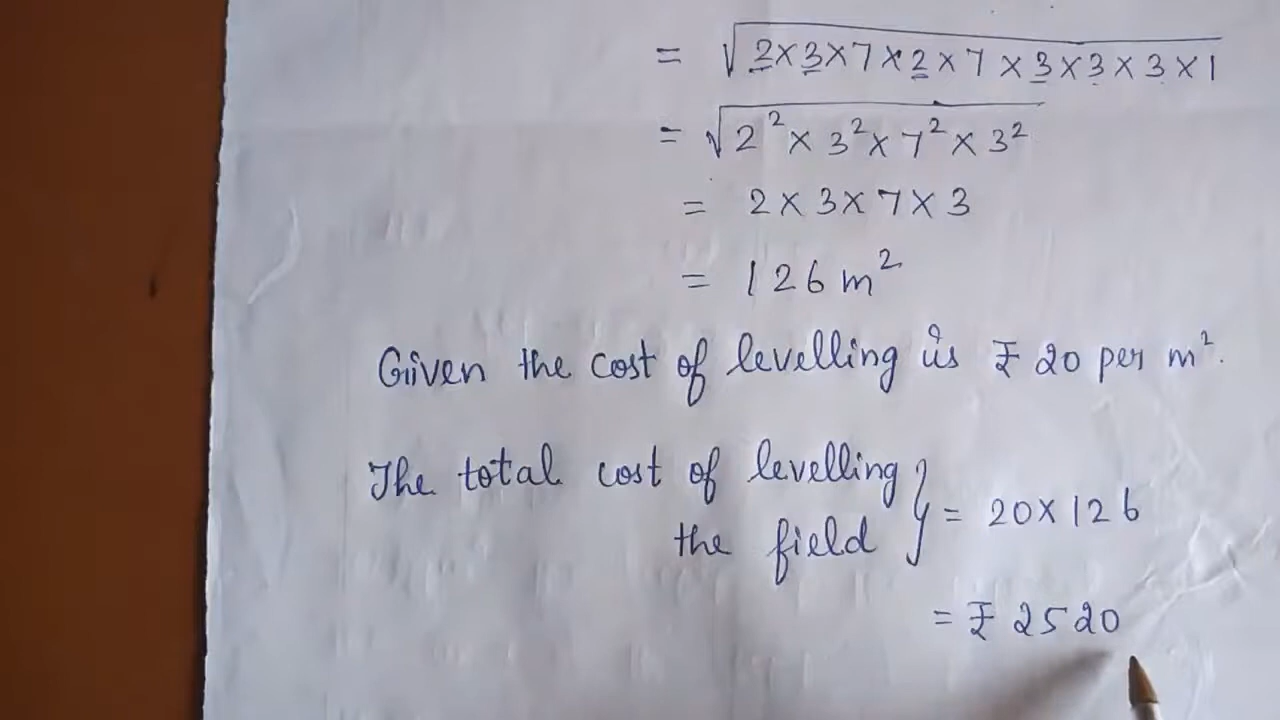 = √2×3×7×2×7×3×3×3×1
= √2²×3²×7²×3²
= 2×3×7×3
= 126 m²
Given the cost of levelling is ₹ 20 per m².
The total cost of levelling
the field } = 20×126
= ₹ 2520